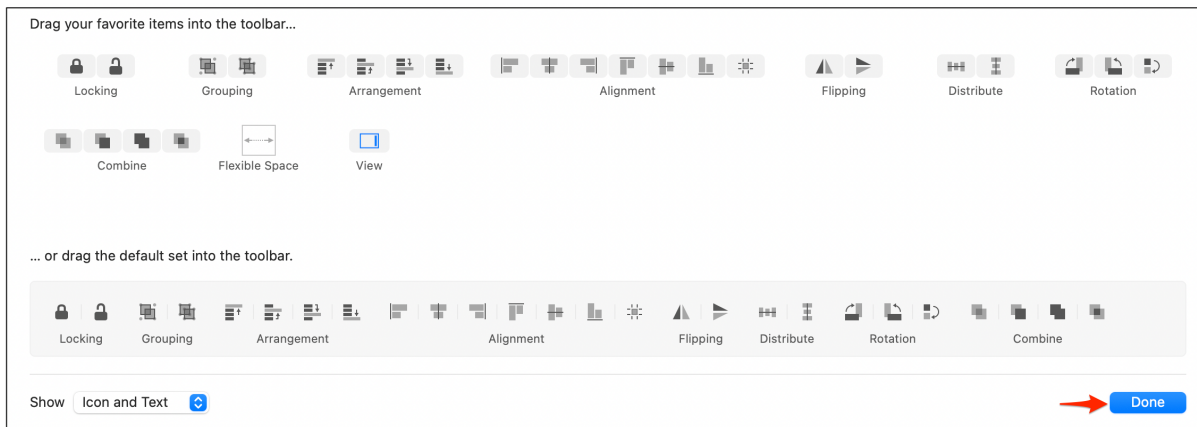 Drag your favorite items into the toolbar...
Locking Grouping Arrangement Alignment Flipping Distribute Rotation
Combine Flexible Space View
... or drag the default set into the toolbar.
Locking Grouping Arrangement Alignment Flipping Distribute Rotation Combine
Show Icon and Text Done